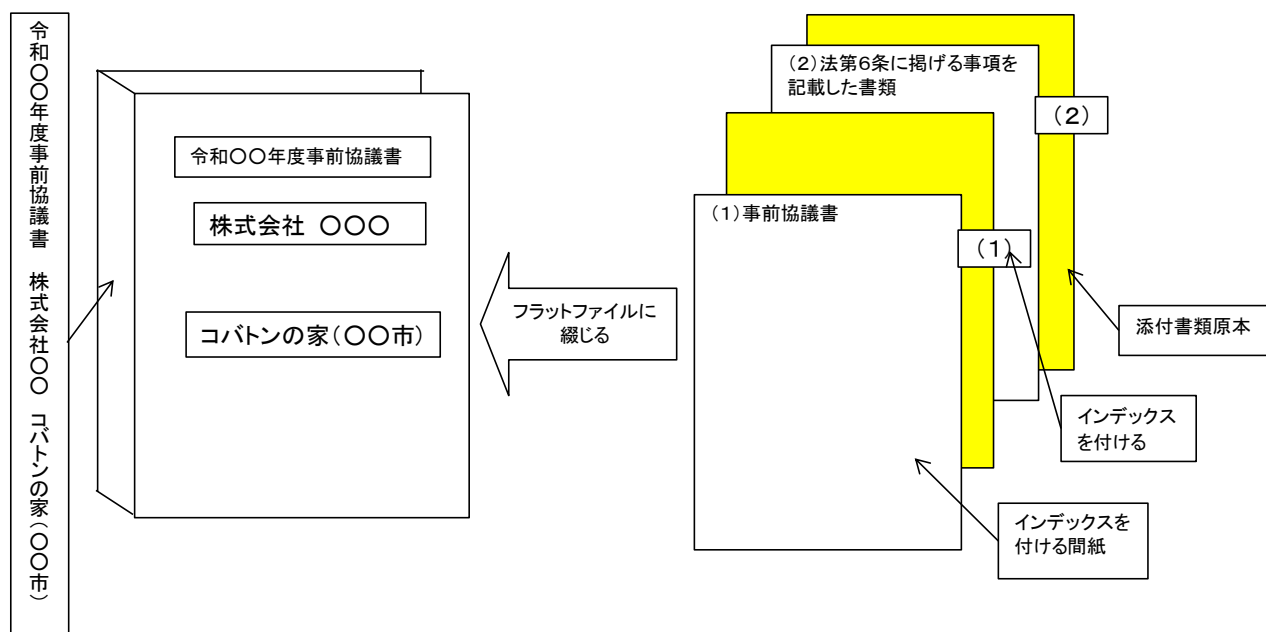 令和〇〇年度事前協議書 株式会社〇〇 コバトンの家(〇〇市)
令和〇〇年度事前協議書
株式会社 〇〇〇
コバトンの家(〇〇市)
フラットファイルに
綴じる
(1)事前協議書
(1)
(2)法第6条に掲げる事項を
記載した書類
(2)
添付書類原本
インデックス
を付ける
インデックスを
付ける間紙